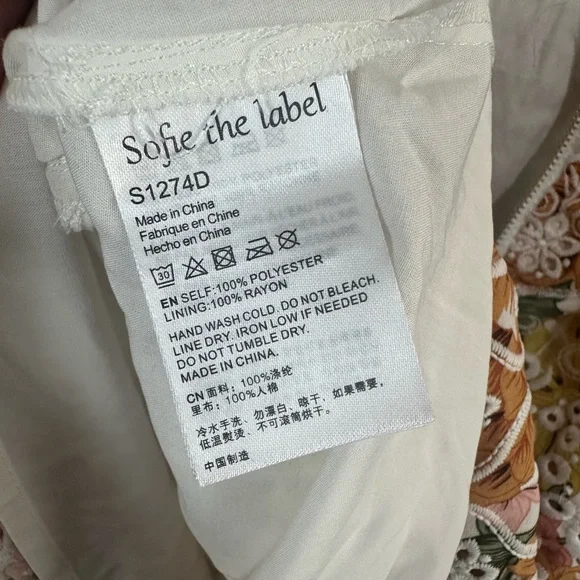 Sofie the label
S1274D
Made in China
Fabrique en Chine
Hecho en China
30
EN SELF:100% POLYESTER
LINING:100% RAYON
HAND WASH COLD. DO NOT BLEACH.
LINE DRY. IRON LOW IF NEEDED
DO NOT TUMBLE DRY.
MADE IN CHINA.
CN 面料：100%涤纶
里布：100%人棉
冷水手洗、勿漂白、晾干、如果需要，
低温熨烫、不可滚筒烘干。
中国制造